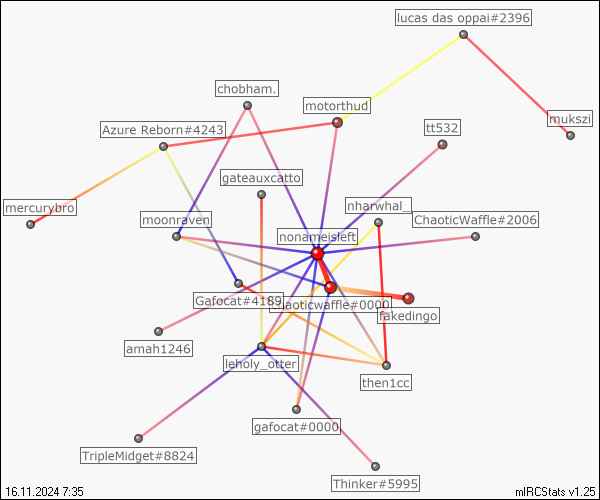 lucas das oppai#2396
chobham.
motorthud
mukszi
Azure Reborn#4243
tt532
gateauxcatto
mercurybro
nharwhal_
moonraven
ChaoticWaffle#2006
nonameisleft
Gafocat#4189
chaoticwaffle#0000
fakedingo
amah1246
leholy_otter
then1cc
gafocat#0000
TripleMidget#8824
Thinker#5995
16.11.2024 7:35
mIRCStats v1.25